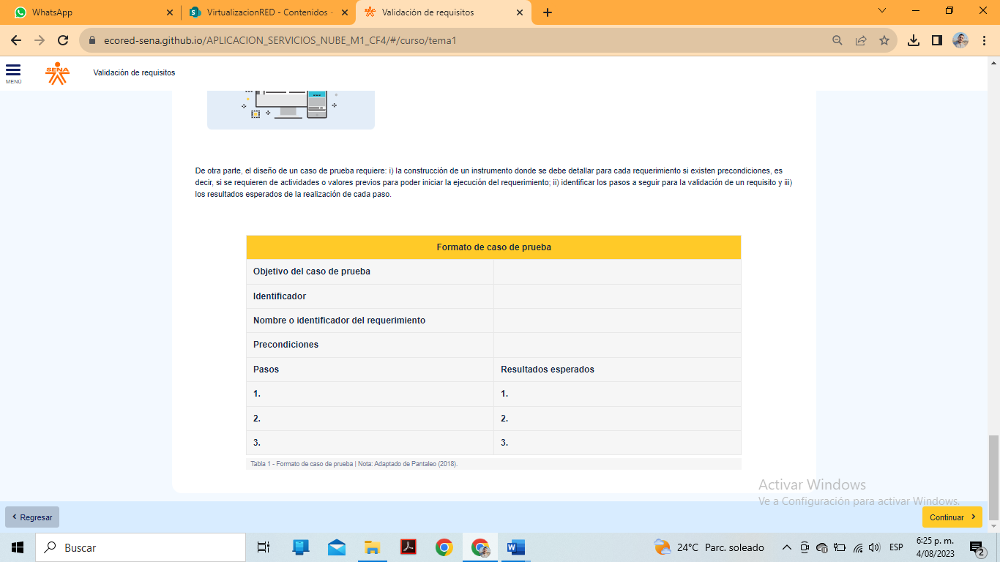 WhatsApp
VirtualizacionRED - Contenidos -
Validación de requisitos
ecored-sena.github.io/APLICACION_SERVICIOS_NUBE_M1_CF4/#/curso/tema1
MENÚ
SENA
Validación de requisitos
De otra parte, el diseño de un caso de prueba requiere: i) la construcción de un instrumento donde se debe detallar para cada requerimiento si existen precondiciones, es
decir, si se requieren de actividades o valores previos para poder iniciar la ejecución del requerimiento; ii) identificar los pasos a seguir para la validación de un requisito y iii)
los resultados esperados de la realización de cada paso.
Formato de caso de prueba
Objetivo del caso de prueba
Identificador
Nombre o identificador del requerimiento
Precondiciones
Pasos Resultados esperados
1. 1.
2. 2.
3. 3.
Tabla 1 - Formato de caso de prueba | Nota: Adaptado de Pantaleo (2018).
Activar Windows
Ve a Configuración para activar Windows.
Regresar
Continuar
Buscar
24°C Parc. soleado
ESP
6:25 p. m.
4/08/2023
2